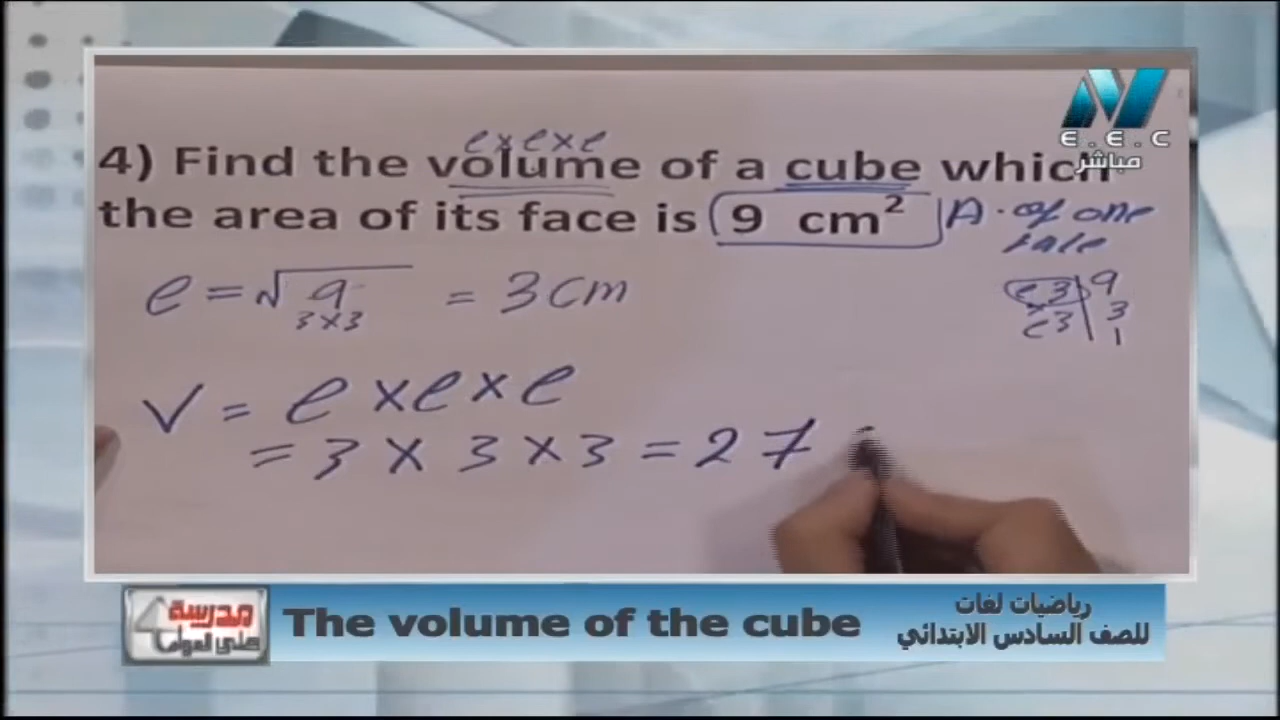 E.E.C
مباشر
e×e×e
4) Find the volume of a cube which
the area of its face is 9 cm² A. of one
face
e = √9 = 3 cm
3×3
e 3 | 9
× e 3 | 3
1
V = e × e × e
= 3 × 3 × 3 = 27
مدرسة
على الهواء
The volume of the cube
رياضيات لغات
للصف السادس الابتدائي